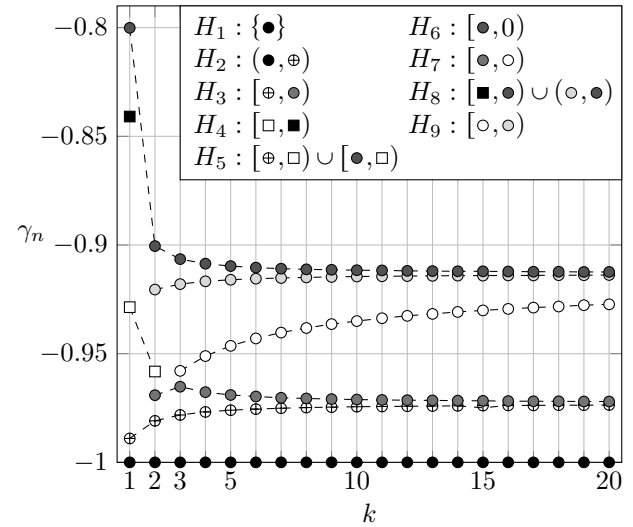 −0.8
−0.85
−0.9
−0.95
−1
γₙ
H₁ : {●}
H₂ : (●, ⊕)
H₃ : [⊕, ●)
H₄ : [□, ■)
H₅ : [⊕, □) ∪ [●, □)
H₆ : [●, 0)
H₇ : [●, ○)
H₈ : [■, ●) ∪ (○, ●)
H₉ : [○, ○)
1 2 3 5 10 15 20
k